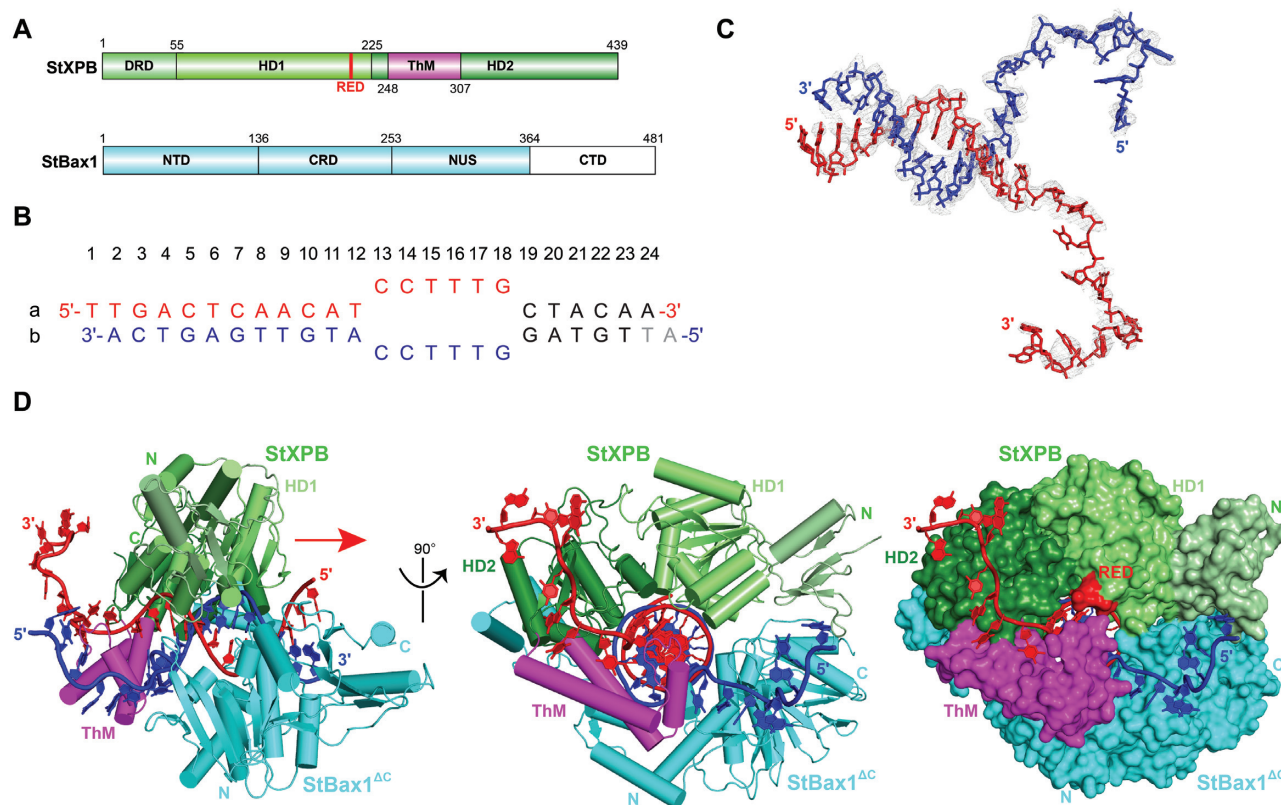 A
1 55 225 439
StXPB DRD HD1 ThM HD2
RED 248 307
1 136 253 364 481
StBax1 NTD CRD NUS CTD
B
1 2 3 4 5 6 7 8 9 10 11 12 13 14 15 16 17 18 19 20 21 22 23 24
C C T T T G
a 5'- T T G A C T C A A C A T C T A C A A -3'
b 3'- A C T G A G T T G T A G A T G T T A -5'
C C T T T G
C
3'
5'
5'
3'
D
StXPB
N
HD1
3'
C
5'
5'
3'
C
ThM
StBax1ΔC
N
90°
StXPB
HD1
3'
N
HD2
5'
C
ThM
StBax1ΔC
N
StXPB
HD1
N
3'
HD2
RED
5'
C
ThM
StBax1ΔC
N